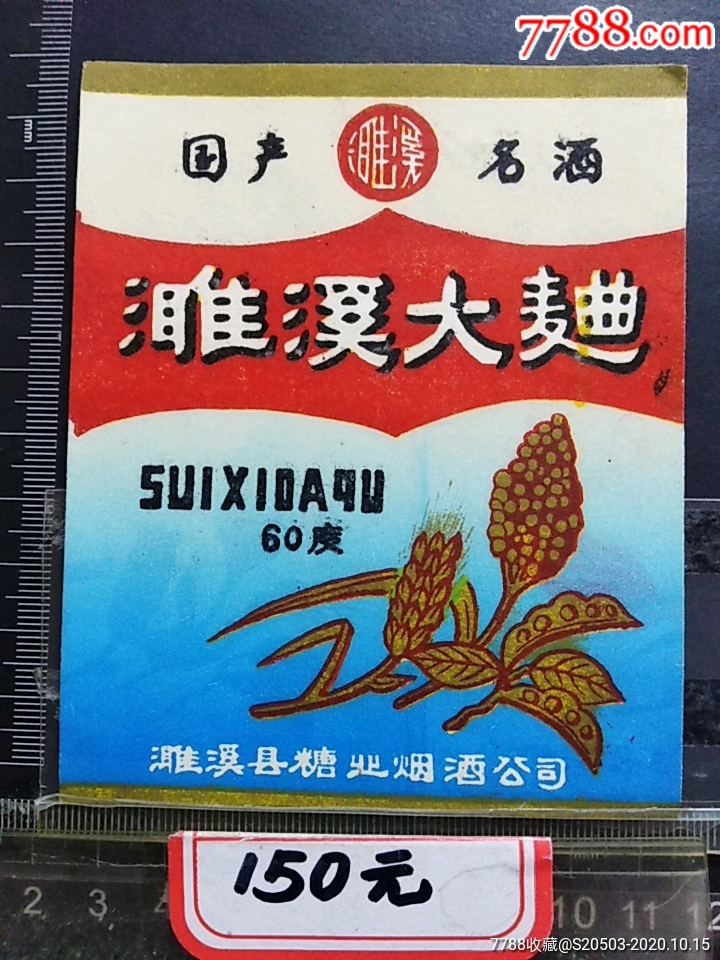 7788.com
国产 濉溪 名酒
濉溪大麯
SUIXIDAqU
60度
濉溪县糖业烟酒公司
150元
mm
2 3 4 10 11 12
7788收藏@S20503-2020.10.15